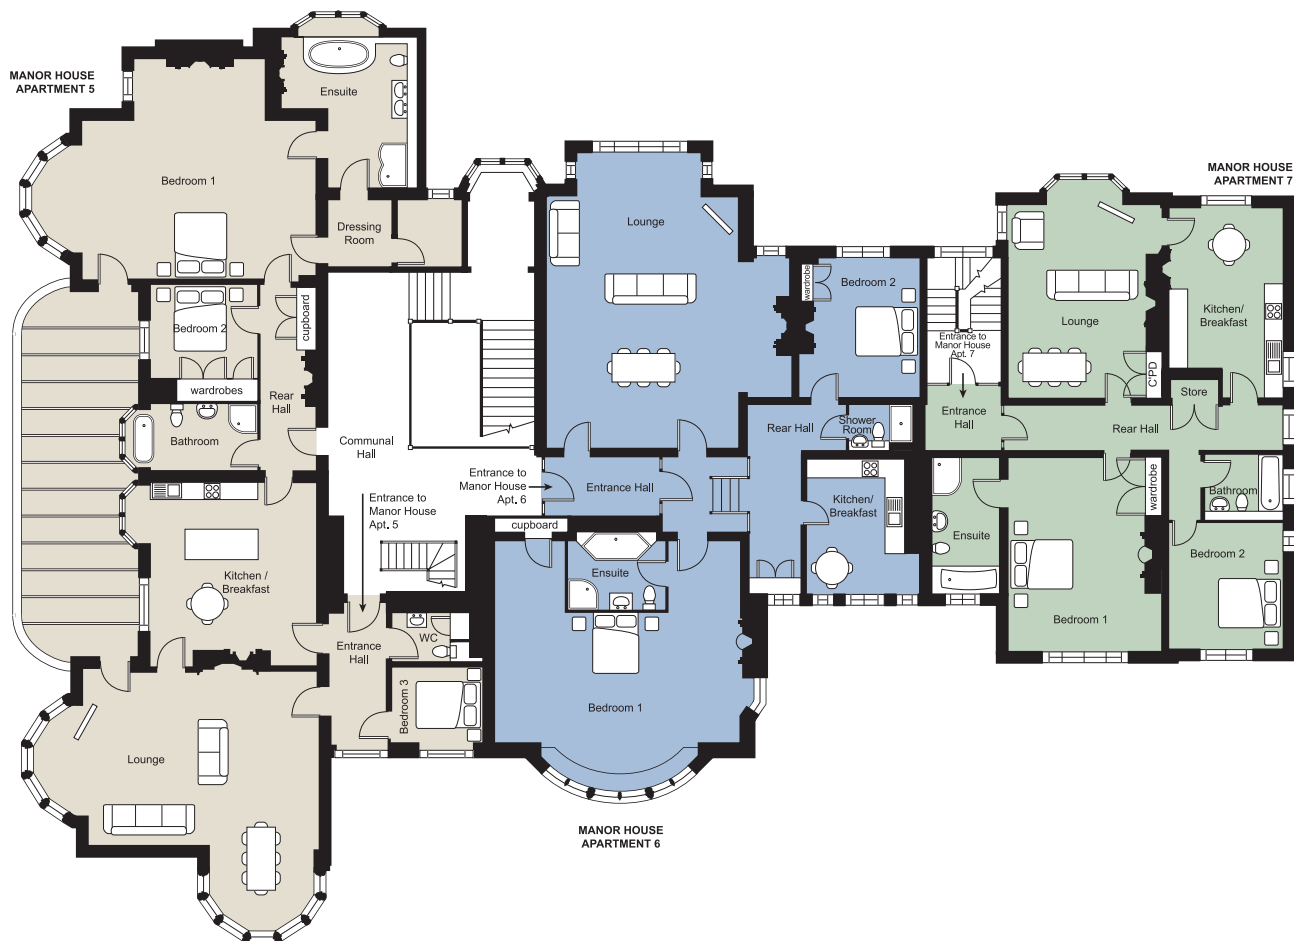 MANOR HOUSE
APARTMENT 5
Ensuite
Bedroom 1
Dressing
Room
Bedroom 2
cupboard
wardrobes
Rear
Hall
Bathroom
Communal
Hall
Entrance to
Manor House
Apt. 5
Kitchen /
Breakfast
Entrance
Hall
WC
Bedroom 3
Lounge
Lounge
wardrobe
Bedroom 2
Rear Hall
Shower
Room
Entrance to
Manor House
Apt. 6
Entrance Hall
Kitchen/
Breakfast
cupboard
Ensuite
Bedroom 1
MANOR HOUSE
APARTMENT 6
MANOR HOUSE
APARTMENT 7
Entrance to
Manor House
Apt. 7
Lounge
Kitchen/
Breakfast
C'PD
Store
Entrance
Hall
Rear Hall
wardrobe
Bathroom
Ensuite
Bedroom 2
Bedroom 1